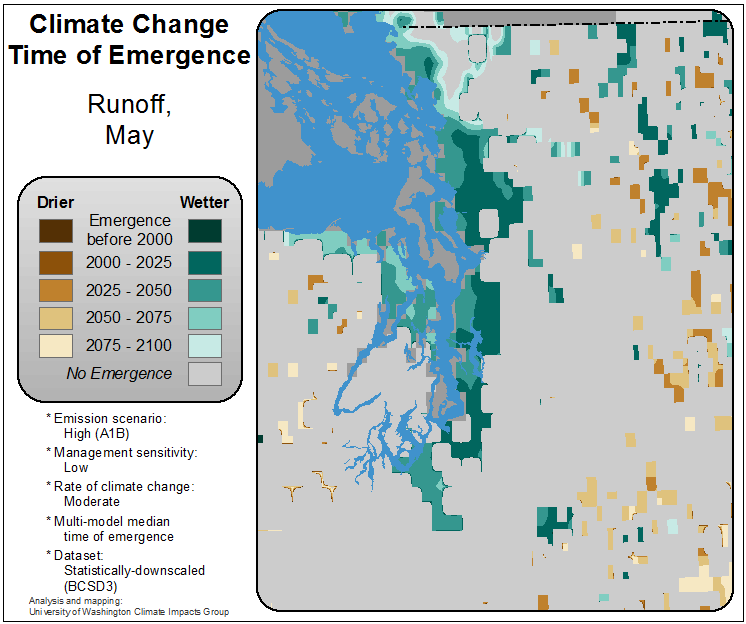 Climate Change
Time of Emergence
Runoff,
May
Drier Wetter
Emergence
before 2000
2000 - 2025
2025 - 2050
2050 - 2075
2075 - 2100
No Emergence
* Emission scenario:
High (A1B)
* Management sensitivity:
Low
* Rate of climate change:
Moderate
* Multi-model median
time of emergence
* Dataset:
Statistically-downscaled
(BCSD3)
Analysis and mapping:
University of Washington Climate Impacts Group